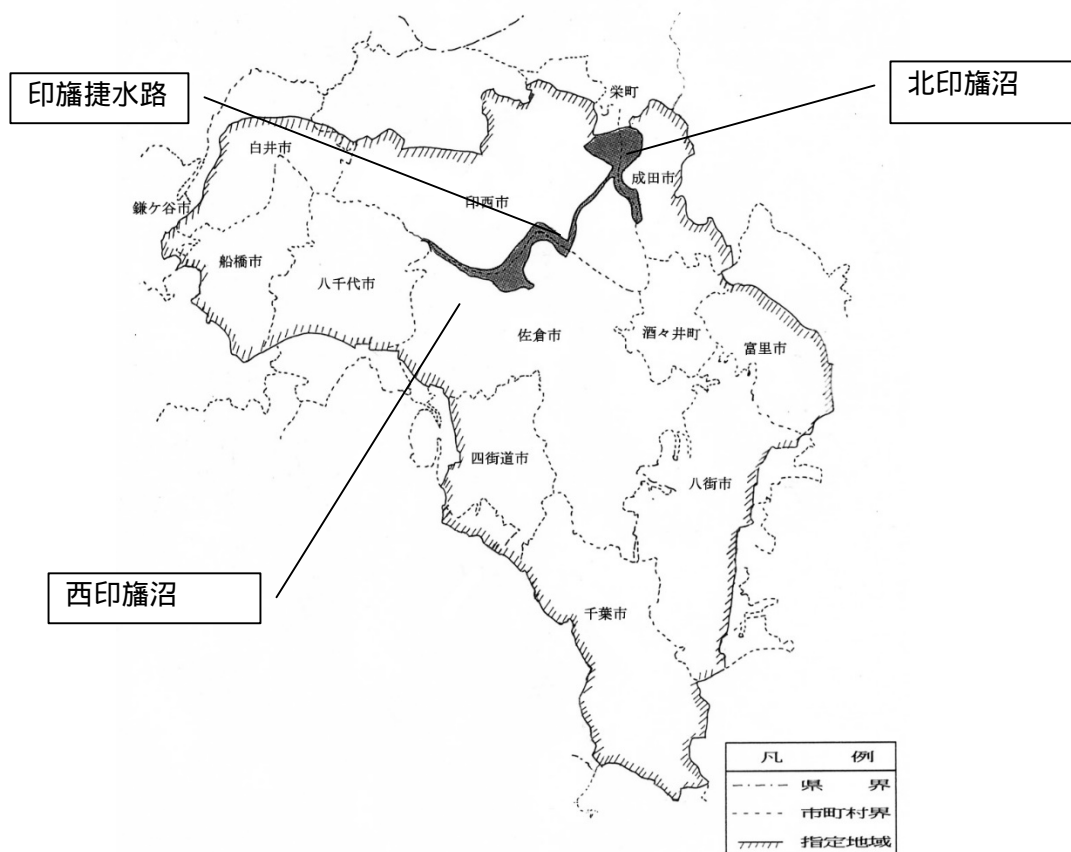 印旛捷水路
北印旛沼
栄町
白井市
成田市
鎌ケ谷市
印西市
船橋市
八千代市
佐倉市
酒々井町
富里市
四街道市
八街市
西印旛沼
千葉市
凡 例
県 界
市町村界
指定地域